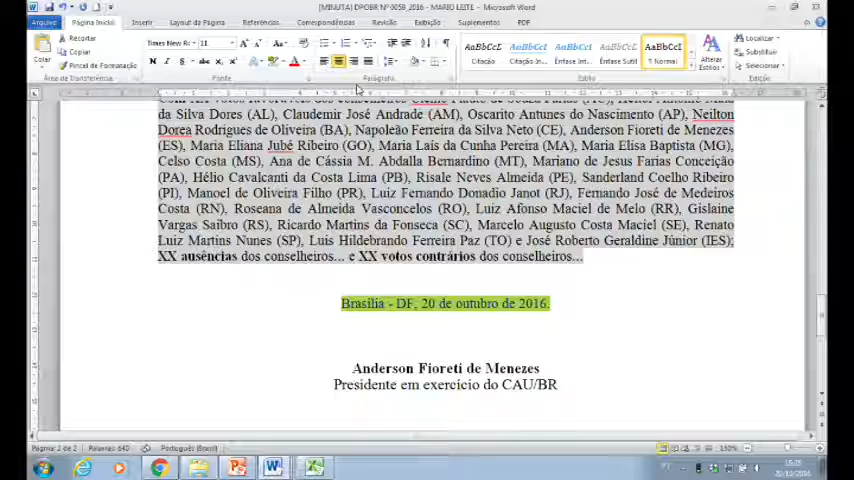 [MINUTA] DPOBR Nº 0059_2016 - MARIO LEITE - Microsoft Word
Arquivo Página Inicial Inserir Layout da Página Referências Correspondências Revisão Exibição Suplementos PDF
Colar Recortar Copiar Pincel de Formatação
Times New Ro 11
AaBbCcI AaBbCcI AaBbCcI AaBbCcI AaBbCcI
Citação Citação In... Ênfase Int... Ênfase Sutil ¶ Normal
Alterar Estilos
Localizar Substituir Selecionar
Área de Transferência Fonte Parágrafo Estilo Edição
da Silva Dores (AL), Claudemir José Andrade (AM), Oscarito Antunes do Nascimento (AP), Neilton
Dorea Rodrigues de Oliveira (BA), Napoleão Ferreira da Silva Neto (CE), Anderson Fioreti de Menezes
(ES), Maria Eliana Jubé Ribeiro (GO), Maria Laís da Cunha Pereira (MA), Maria Elisa Baptista (MG),
Celso Costa (MS), Ana de Cássia M. Abdalla Bernardino (MT), Mariano de Jesus Farias Conceição
(PA), Hélio Cavalcanti da Costa Lima (PB), Risale Neves Almeida (PE), Sanderland Coelho Ribeiro
(PI), Manoel de Oliveira Filho (PR), Luiz Fernando Donadio Janot (RJ), Fernando José de Medeiros
Costa (RN), Roseana de Almeida Vasconcelos (RO), Luiz Afonso Maciel de Melo (RR), Gislaine
Vargas Saibro (RS), Ricardo Martins da Fonseca (SC), Marcelo Augusto Costa Maciel (SE), Renato
Luiz Martins Nunes (SP), Luis Hildebrando Ferreira Paz (TO) e José Roberto Geraldine Júnior (IES);
XX ausências dos conselheiros... e XX votos contrários dos conselheiros...
Brasília - DF, 20 de outubro de 2016.
Anderson Fioreti de Menezes
Presidente em exercício do CAU/BR
Página: 2 de 2 Palavras: 640 Português (Brasil)
20/10/2016